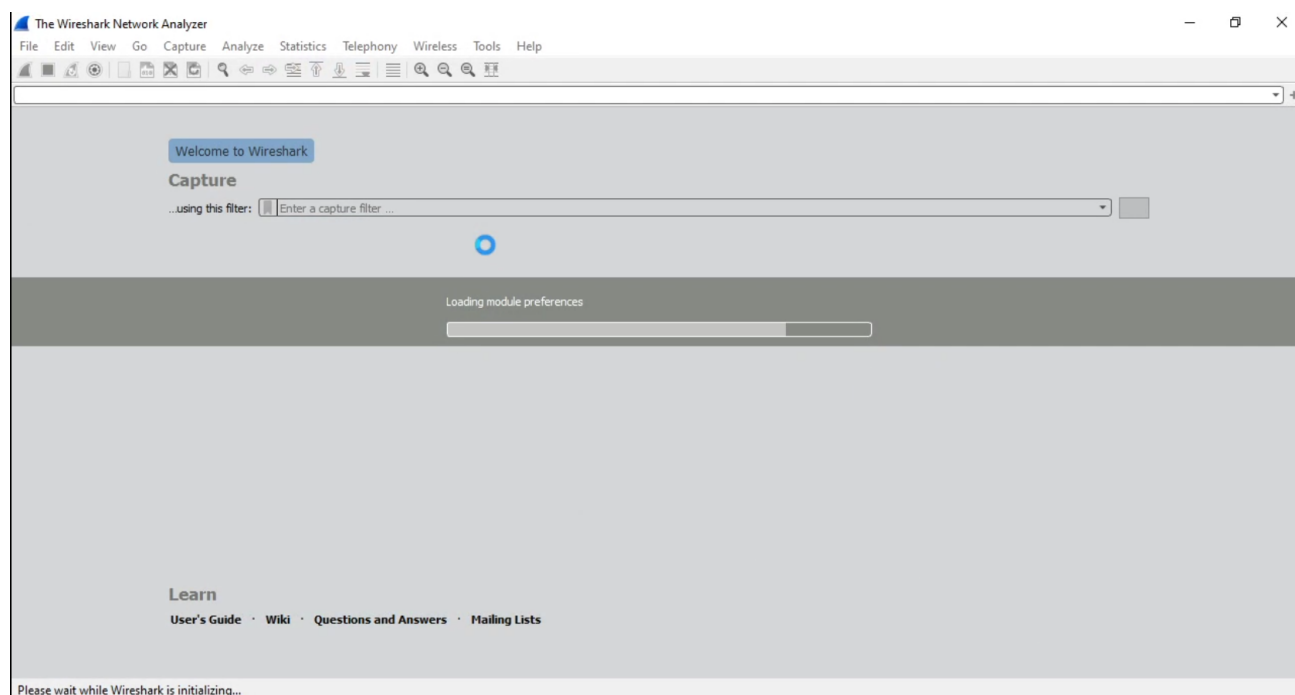 The Wireshark Network Analyzer
File Edit View Go Capture Analyze Statistics Telephony Wireless Tools Help
Welcome to Wireshark
Capture
...using this filter: Enter a capture filter ...
Loading module preferences
Learn
User's Guide · Wiki · Questions and Answers · Mailing Lists
Please wait while Wireshark is initializing...